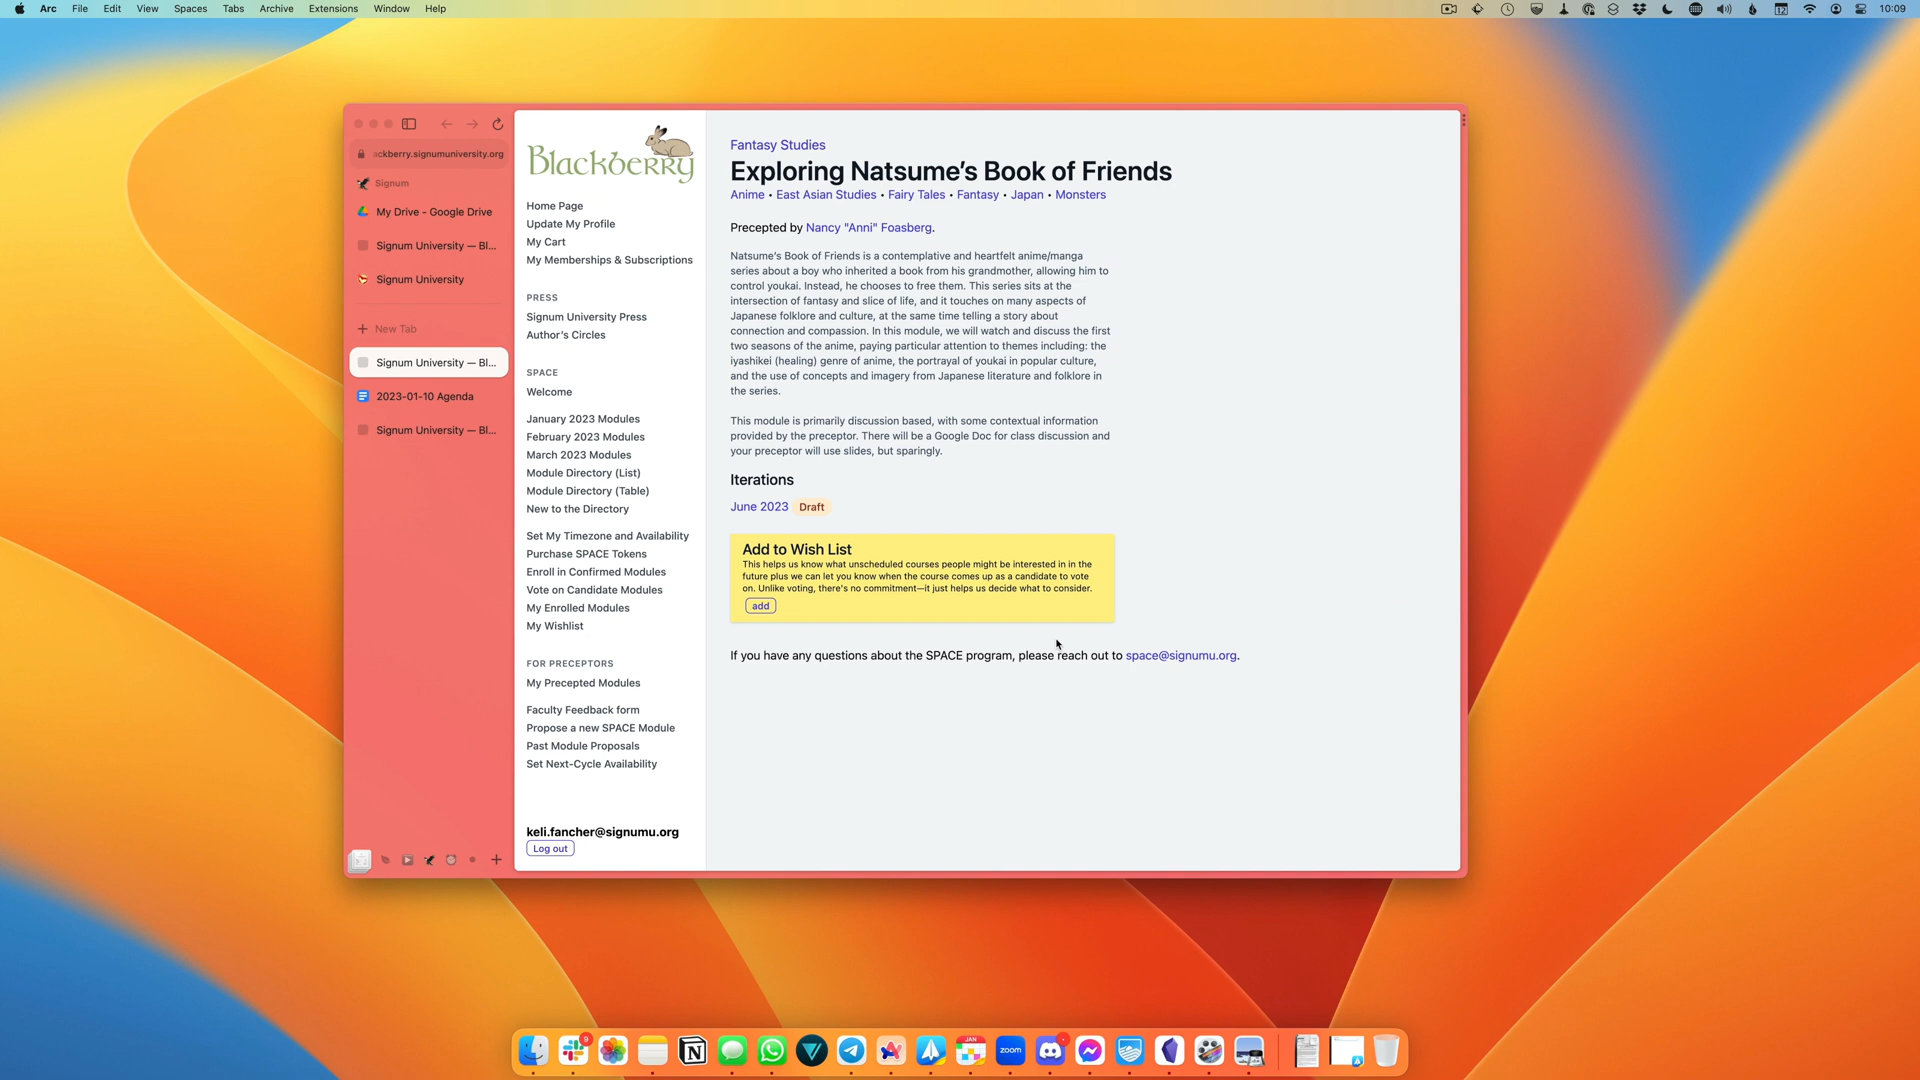 Arc File Edit View Spaces Tabs Archive Extensions Window Help
12
10:09
ackberry.signumuniversity.org
Signum
My Drive - Google Drive
Signum University — Bl...
Signum University
New Tab
Signum University — Bl...
2023-01-10 Agenda
Signum University — Bl...
Blackberry
Home Page
Update My Profile
My Cart
My Memberships & Subscriptions
PRESS
Signum University Press
Author's Circles
SPACE
Welcome
January 2023 Modules
February 2023 Modules
March 2023 Modules
Module Directory (List)
Module Directory (Table)
New to the Directory
Set My Timezone and Availability
Purchase SPACE Tokens
Enroll in Confirmed Modules
Vote on Candidate Modules
My Enrolled Modules
My Wishlist
FOR PRECEPTORS
My Precepted Modules
Faculty Feedback form
Propose a new SPACE Module
Past Module Proposals
Set Next-Cycle Availability
keli.fancher@signumu.org
Log out
Fantasy Studies
Exploring Natsume's Book of Friends
Anime • East Asian Studies • Fairy Tales • Fantasy • Japan • Monsters
Precepted by Nancy "Anni" Foasberg.
Natsume's Book of Friends is a contemplative and heartfelt anime/manga
series about a boy who inherited a book from his grandmother, allowing him to
control youkai. Instead, he chooses to free them. This series sits at the
intersection of fantasy and slice of life, and it touches on many aspects of
Japanese folklore and culture, at the same time telling a story about
connection and compassion. In this module, we will watch and discuss the first
two seasons of the anime, paying particular attention to themes including: the
iyashikei (healing) genre of anime, the portrayal of youkai in popular culture,
and the use of concepts and imagery from Japanese literature and folklore in
the series.
This module is primarily discussion based, with some contextual information
provided by the preceptor. There will be a Google Doc for class discussion and
your preceptor will use slides, but sparingly.
Iterations
June 2023 Draft
Add to Wish List
This helps us know what unscheduled courses people might be interested in in the
future plus we can let you know when the course comes up as a candidate to vote
on. Unlike voting, there's no commitment—it just helps us decide what to consider.
add
If you have any questions about the SPACE program, please reach out to space@signumu.org.
9
JAN
zoom